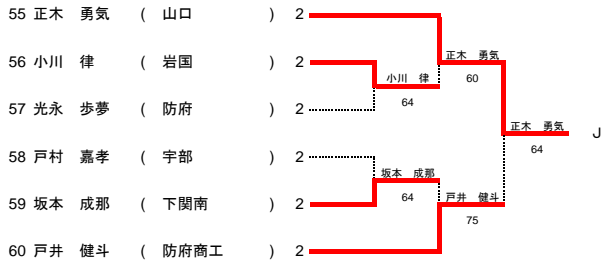 55 正木　勇気 ( 山口 ) 2
正木　勇気
56 小川　律 ( 岩国 ) 2
小川　律 60
64
57 光永　歩夢 ( 防府 ) 2
正木　勇気 J
64
58 戸村　嘉孝 ( 宇部 ) 2
坂本　成那
64 戸井　健斗
59 坂本　成那 ( 下関南 ) 2
75
60 戸井　健斗 ( 防府商工 ) 2